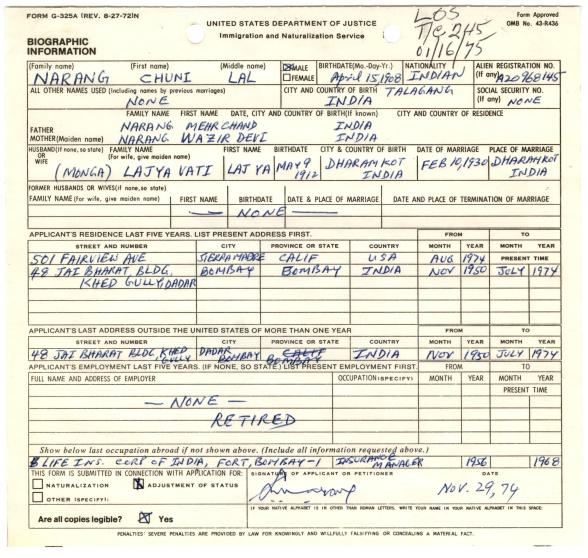 FORM G-325A (REV. 8-27-72)N
UNITED STATES DEPARTMENT OF JUSTICE
LOS
Form Approved
OMB No. 43-R436
Immigration and Naturalization Service
T/C 245
01/16/75
BIOGRAPHIC
INFORMATION
(Family name) (First name) (Middle name) MALE BIRTHDATE (Mo.-Day-Yr.) NATIONALITY ALIEN REGISTRATION NO.
NARANG CHUNI LAL FEMALE April 15, 1908 INDIAN (If any) A20 968 145
ALL OTHER NAMES USED (Including names by previous marriages) CITY AND COUNTRY OF BIRTH TALAGANG SOCIAL SECURITY NO.
NONE INDIA (If any) NONE
FAMILY NAME FIRST NAME DATE, CITY AND COUNTRY OF BIRTH (If known) CITY AND COUNTRY OF RESIDENCE
FATHER NARANG MEHR CHAND INDIA
MOTHER (Maiden name) NARANG WAZIR DEVI INDIA
HUSBAND (If none, so state) OR WIFE FAMILY NAME (For wife, give maiden name) FIRST NAME BIRTHDATE CITY & COUNTRY OF BIRTH DATE OF MARRIAGE PLACE OF MARRIAGE
(MONGA) LAJYA VATI LAJ YA MAY 9 1912 DHARAMKOT INDIA FEB 10, 1930 DHARAMKOT INDIA
FORMER HUSBANDS OR WIVES (if none, so state)
FAMILY NAME (For wife, give maiden name) FIRST NAME BIRTHDATE DATE & PLACE OF MARRIAGE DATE AND PLACE OF TERMINATION OF MARRIAGE
— NONE —
APPLICANT'S RESIDENCE LAST FIVE YEARS. LIST PRESENT ADDRESS FIRST. FROM TO
STREET AND NUMBER CITY PROVINCE OR STATE COUNTRY MONTH YEAR MONTH YEAR
501 FAIRVIEW AVE SIERRA MADRE CALIF USA AUG 1974 PRESENT TIME
48 JAI BHARAT BLDG, BOMBAY BOMBAY INDIA NOV 1950 JULY 1974
KHED GULLY, DADAR
APPLICANT'S LAST ADDRESS OUTSIDE THE UNITED STATES OF MORE THAN ONE YEAR FROM TO
STREET AND NUMBER CITY PROVINCE OR STATE COUNTRY MONTH YEAR MONTH YEAR
48 JAI BHARAT BLDG, KHED GULLY DADAR BOMBAY CALIF BOMBAY INDIA NOV 1950 JULY 1974
APPLICANT'S EMPLOYMENT LAST FIVE YEARS. (IF NONE, SO STATE.) LIST PRESENT EMPLOYMENT FIRST. FROM TO
FULL NAME AND ADDRESS OF EMPLOYER OCCUPATION (SPECIFY) MONTH YEAR MONTH YEAR
PRESENT TIME
— NONE —
RETIRED
Show below last occupation abroad if not shown above. (Include all information requested above.)
LIFE INS. CORP OF INDIA, FORT, BOMBAY-1 INSURANCE MANAGER 1956 1968
THIS FORM IS SUBMITTED IN CONNECTION WITH APPLICATION FOR: SIGNATURE OF APPLICANT OR PETITIONER DATE
NATURALIZATION ADJUSTMENT OF STATUS
NOV. 29, 74
OTHER (SPECIFY):
IF YOUR NATIVE ALPHABET IS IN OTHER THAN ROMAN LETTERS, WRITE YOUR NAME IN YOUR NATIVE ALPHABET IN THIS SPACE:
Are all copies legible? Yes
PENALTIES: SEVERE PENALTIES ARE PROVIDED BY LAW FOR KNOWINGLY AND WILLFULLY FALSIFYING OR CONCEALING A MATERIAL FACT.